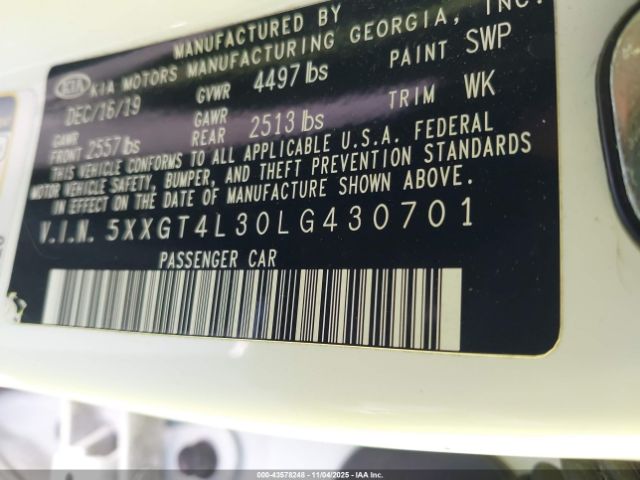 MANUFACTURED BY
KIA KIA MOTORS MANUFACTURING GEORGIA, INC.
DEC/16/19 GVWR 4497 lbs PAINT SWP
GAWR FRONT 2557 lbs GAWR REAR 2513 lbs TRIM WK
THIS VEHICLE CONFORMS TO ALL APPLICABLE U.S.A. FEDERAL
MOTOR VEHICLE SAFETY, BUMPER, AND THEFT PREVENTION STANDARDS
IN EFFECT ON THE DATE OF MANUFACTURE SHOWN ABOVE.
V.I.N. 5XXGT4L30LG430701
PASSENGER CAR
000-43578248 - 11/04/2025 - IAA Inc.